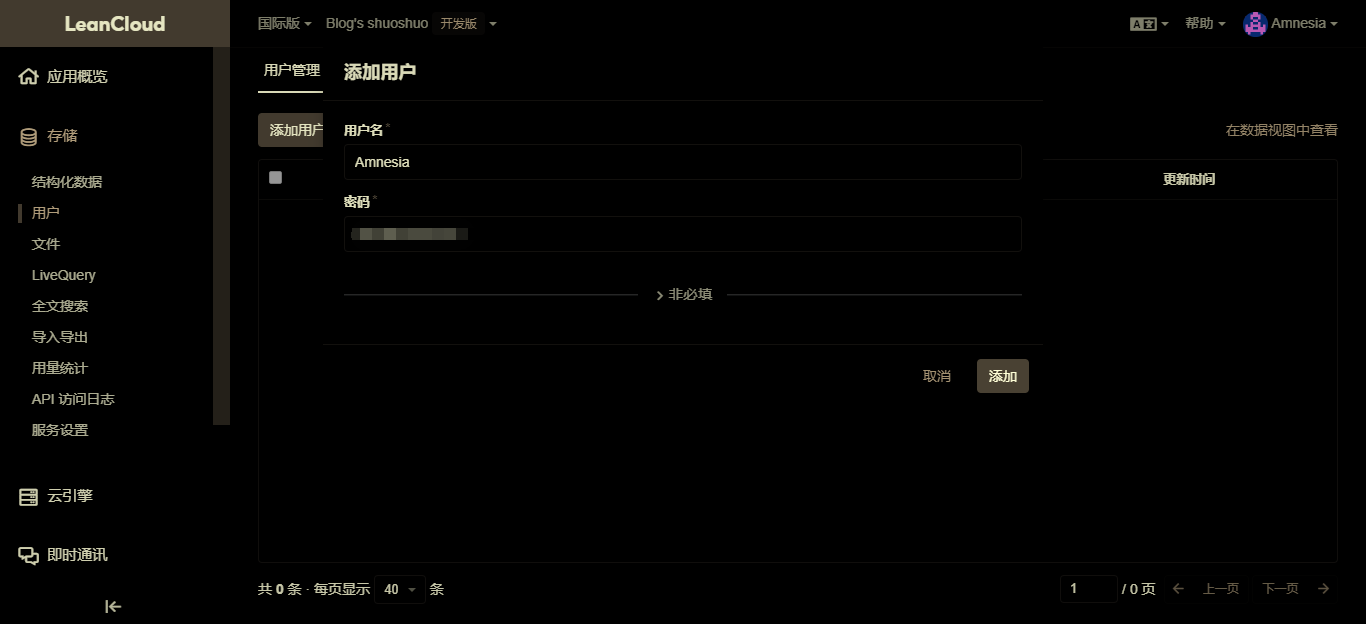 LeanCloud
国际版 Blog's shuoshuo 开发版
帮助 Amnesia
应用概览
存储
结构化数据
用户
文件
LiveQuery
全文搜索
导入导出
用量统计
API 访问日志
服务设置
云引擎
即时通讯
用户管理
添加用户
在数据视图中查看
更新时间
添加用户
用户名*
Amnesia
密码*
非必填
取消 添加
共 0 条 · 每页显示 40 条
1 / 0 页 上一页 下一页